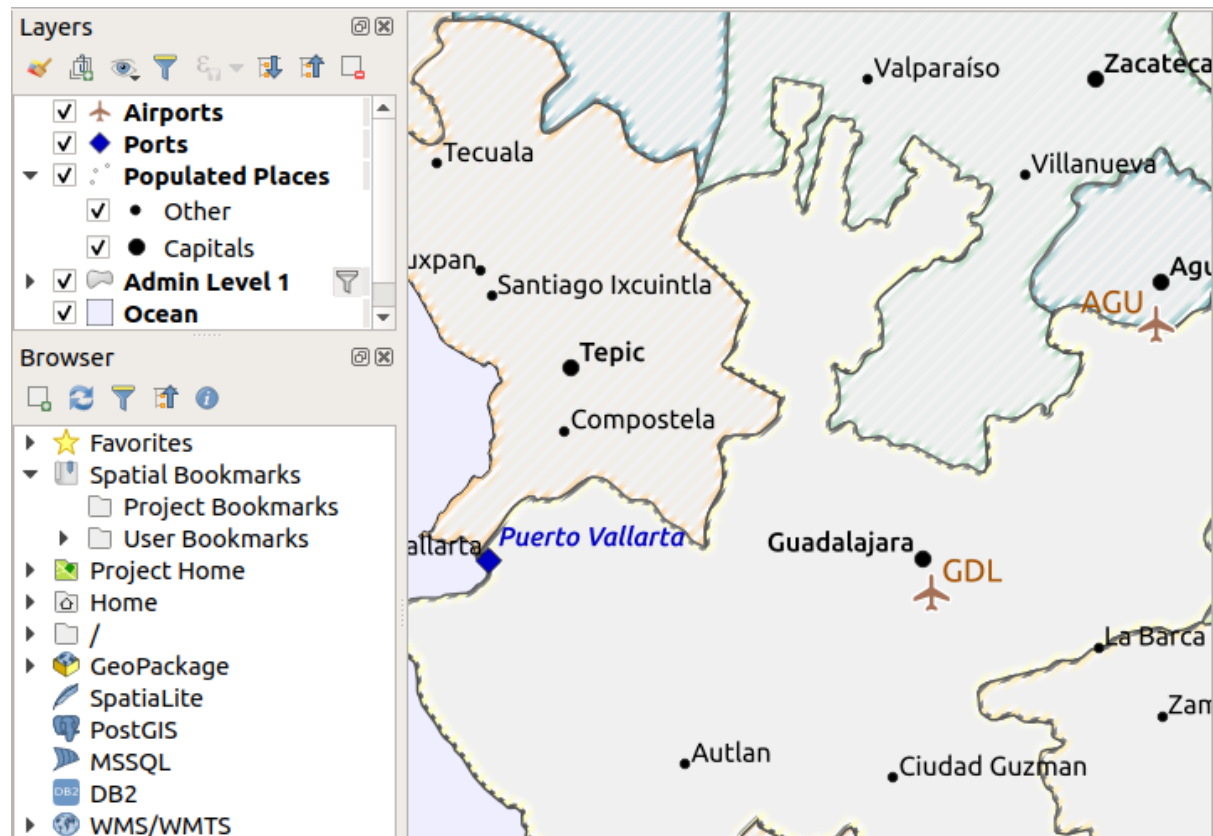 Layers
Airports
Ports
Populated Places
Other
Capitals
Admin Level 1
Ocean
Browser
Favorites
Spatial Bookmarks
Project Bookmarks
User Bookmarks
Project Home
Home
/
GeoPackage
SpatiaLite
PostGIS
MSSQL
DB2
DB2
WMS/WMTS
Valparaíso
Zacateca
Tecuala
Villanueva
uxpan
Santiago Ixcuintla
Agu
AGU
Tepic
Compostela
allarta
Puerto Vallarta
Guadalajara
GDL
La Barca
Zam
Autlan
Ciudad Guzman